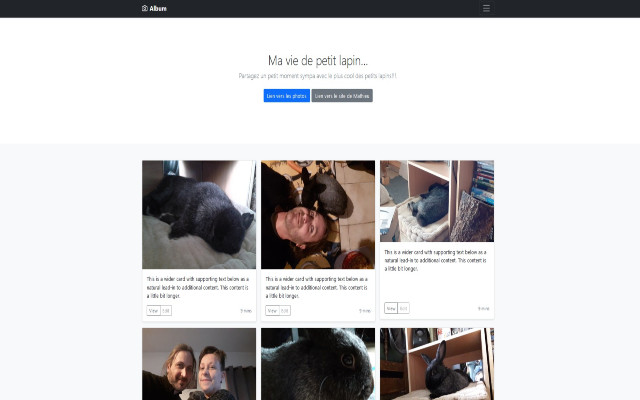 Album
Ma vie de petit lapin...
Partagez un petit moment sympa avec le plus cool des petits lapins!!!
Lien vers les photos
Lien vers le site de Mathieu
This is a wider card with supporting text below as a
natural lead-in to additional content. This content is
a little bit longer.
View
Edit
9 mins
This is a wider card with supporting text below as a
natural lead-in to additional content. This content is
a little bit longer.
View
Edit
9 mins
This is a wider card with supporting text below as a
natural lead-in to additional content. This content is
a little bit longer.
View
Edit
9 mins